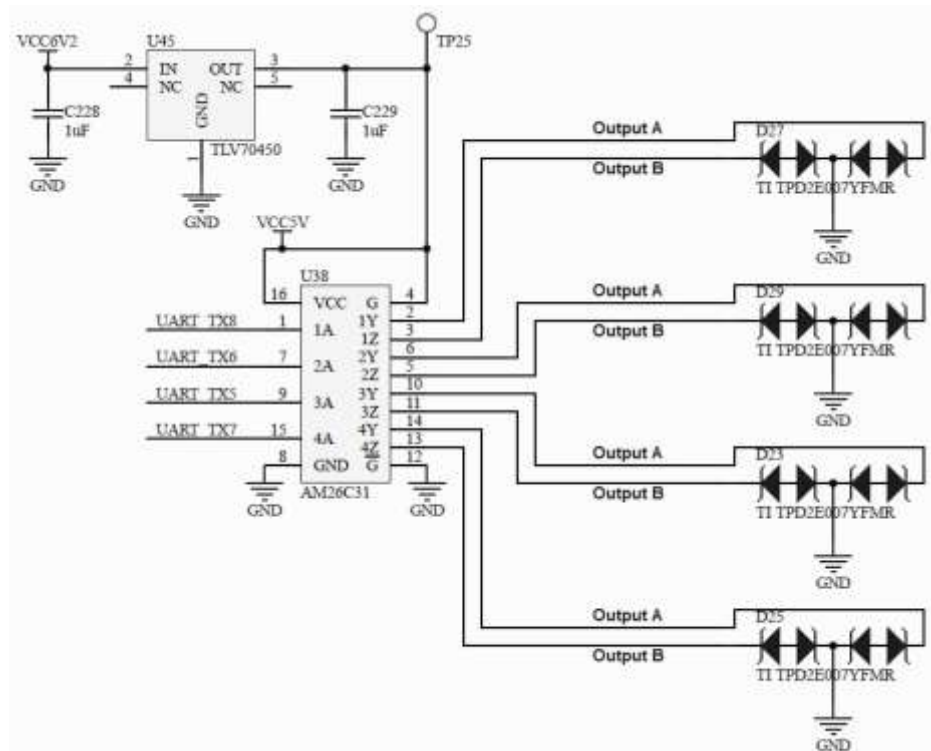 TP25
VCC6V2
U45
2 IN OUT 3
4 NC NC 5
GND
1
C228
1uF
C229
1uF
TLV70450
GND
GND
GND
VCC5V
U38
16 VCC G 4
1Y 2
UART_TX8 1 1A
1Z 3
2Y 6
UART_TX6 7 2A
2Z 5
3Y 10
UART_TX5 9 3A
3Z 11
4Y 14
UART_TX7 15 4A
4Z 13
8 GND G 12
AM26C31
GND
GND
Output A
D27
Output B
TI TPD2E007YFMR
GND
Output A
D29
Output B
TI TPD2E007YFMR
GND
Output A
D23
Output B
TI TPD2E007YFMR
GND
Output A
D25
Output B
TI TPD2E007YFMR
GND